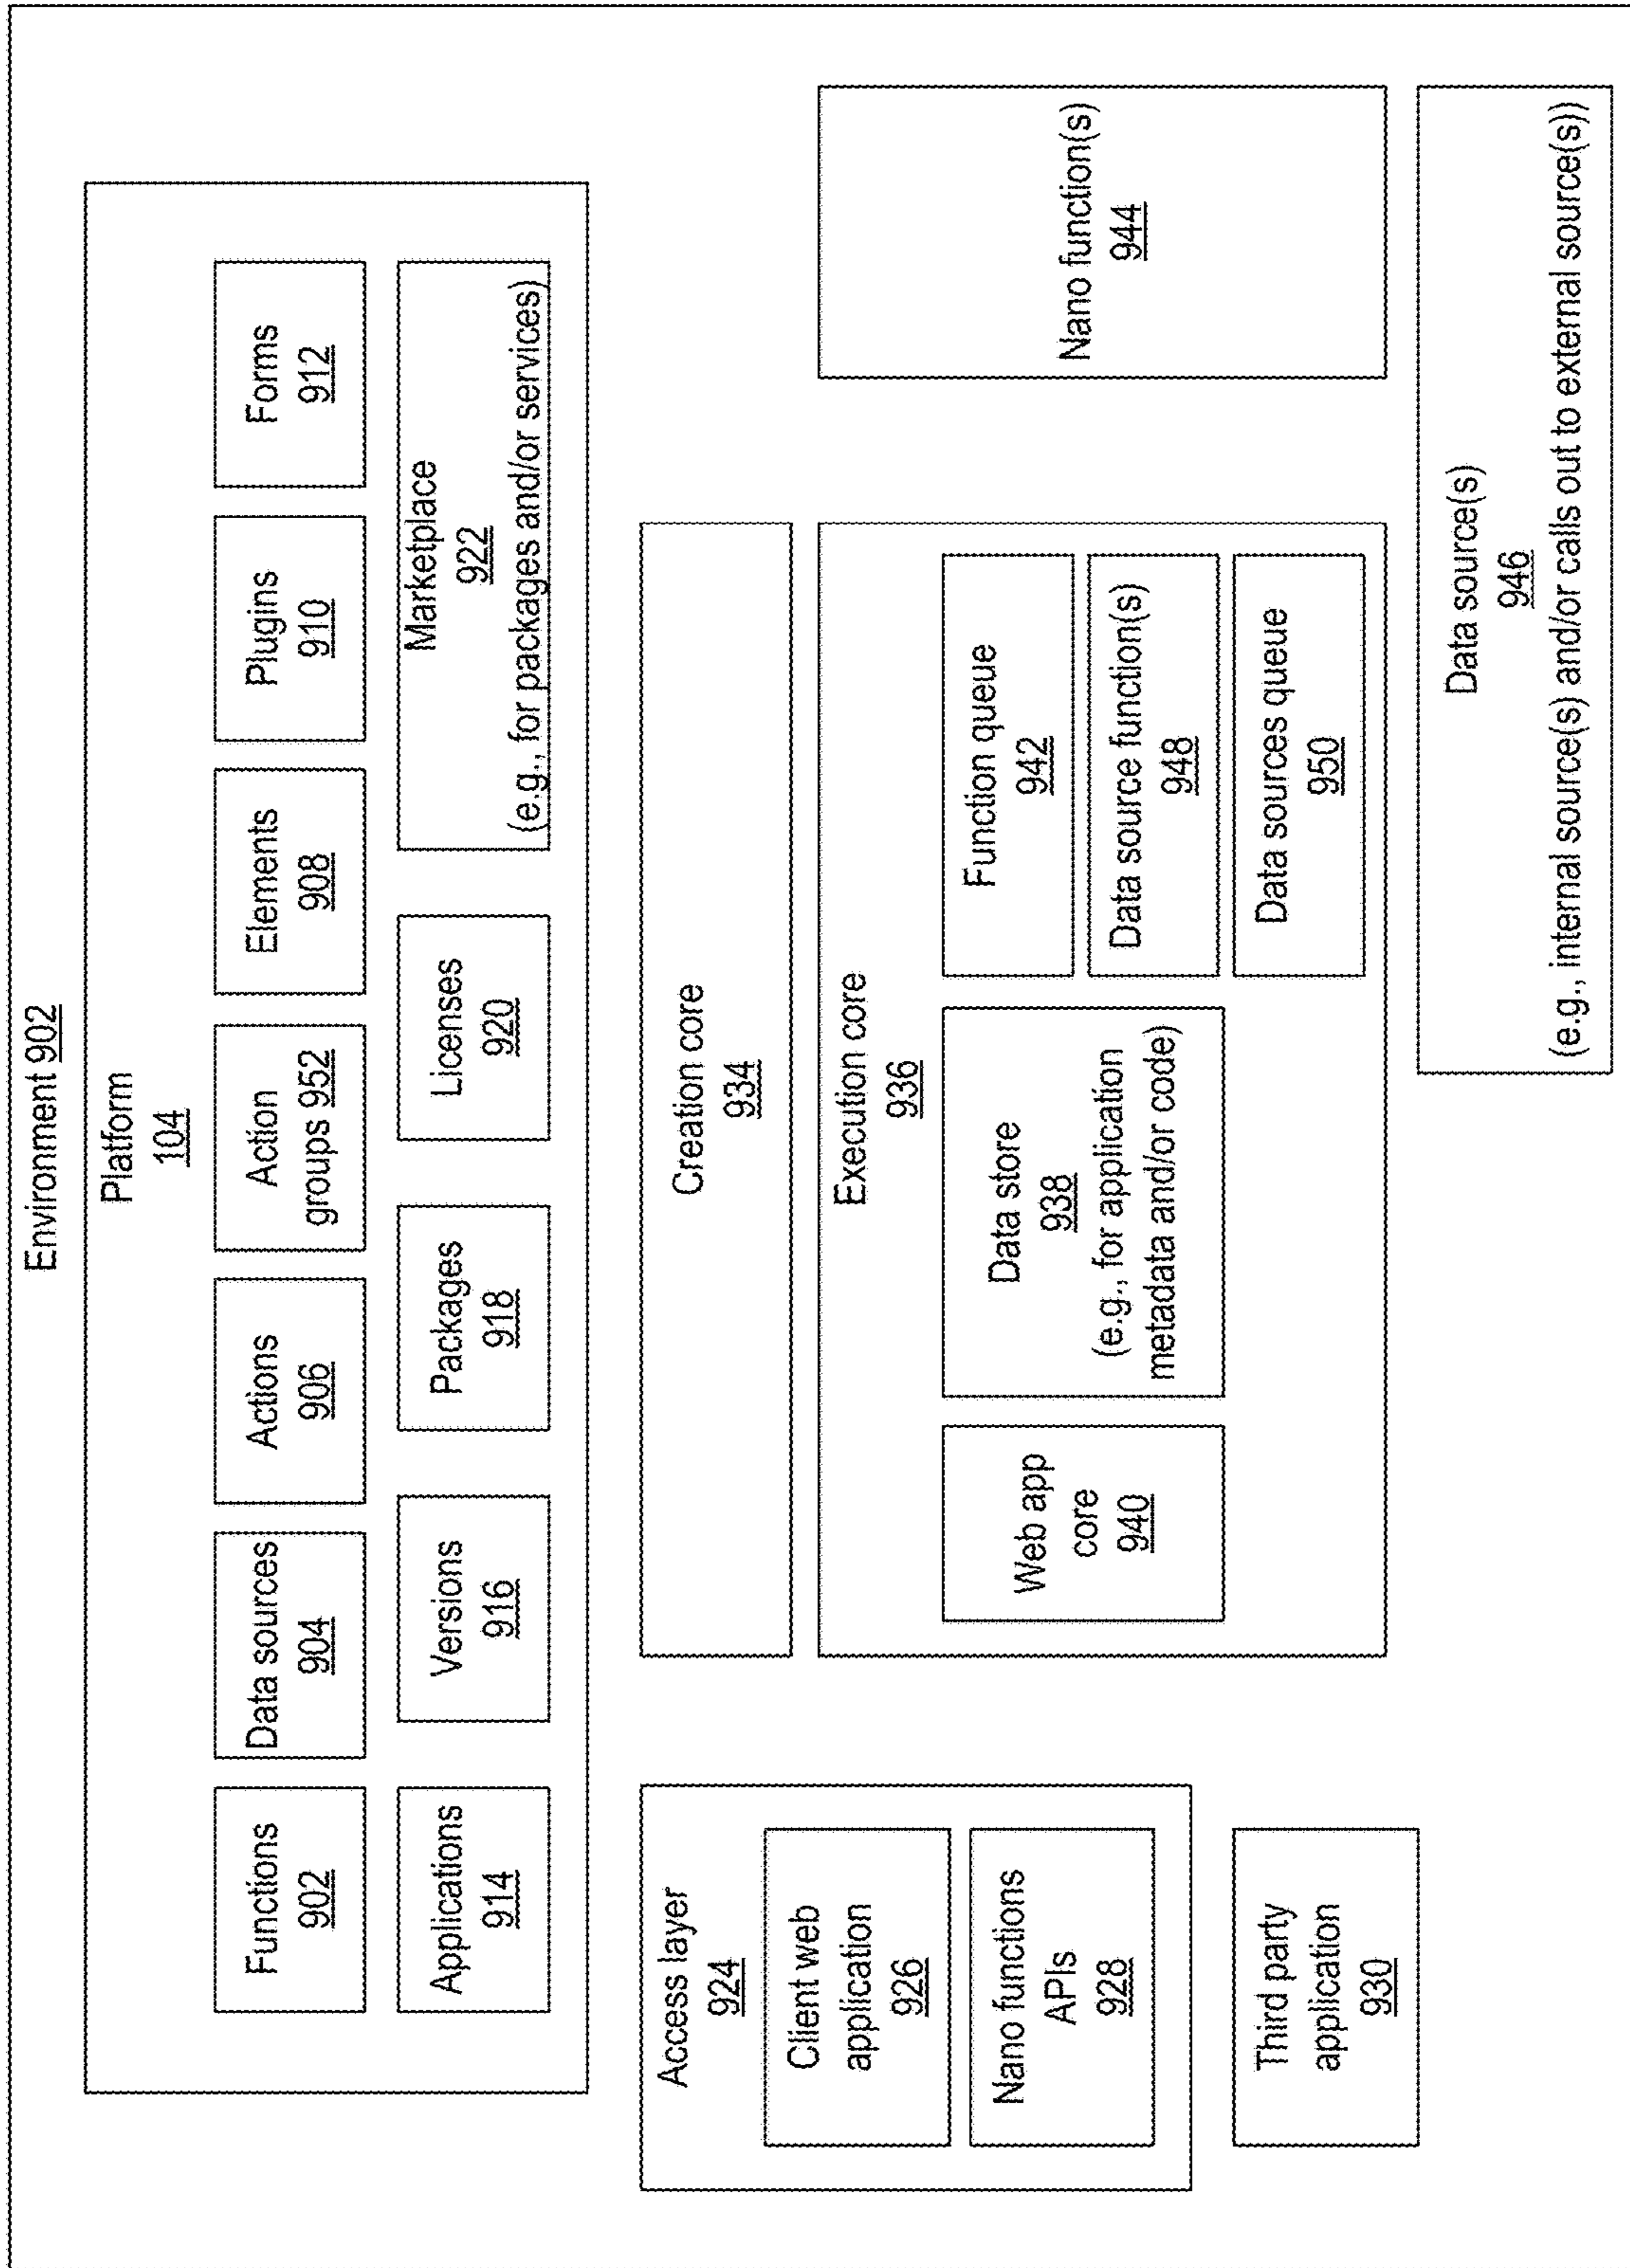 Environment 902
Platform
104
Functions
902
Data sources
904
Actions
906
Action
groups 952
Elements
908
Plugins
910
Forms
912
Applications
914
Versions
916
Packages
918
Licenses
920
Marketplace
922
(e.g., for packages and/or services)
Access layer
924
Client web
application
926
Nano functions
APIs
928
Third party
application
930
Creation core
934
Execution core
936
Web app
core
940
Data store
938
(e.g., for application
metadata and/or code)
Function queue
942
Data source function(s)
948
Data sources queue
950
Nano function(s)
944
Data source(s)
946
(e.g., internal source(s) and/or calls out to external source(s))